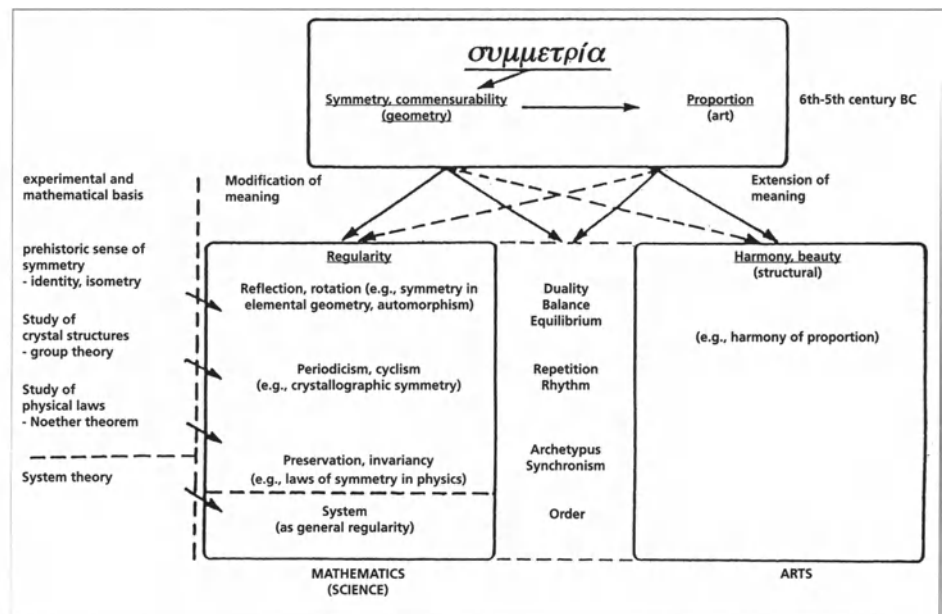 συμμετρία
Symmetry, commensurability
(geometry)
Proportion
(art)
6th-5th century BC
experimental and
mathematical basis
Modification of
meaning
Extension of
meaning
prehistoric sense of
symmetry
- identity, isometry
Study of
crystal structures
- group theory
Study of
physical laws
- Noether theorem
System theory
Regularity
Reflection, rotation (e.g., symmetry in
elemental geometry, automorphism)
Periodicism, cyclism
(e.g., crystallographic symmetry)
Preservation, invariancy
(e.g., laws of symmetry in physics)
System
(as general regularity)
MATHEMATICS
(SCIENCE)
Duality
Balance
Equilibrium
Repetition
Rhythm
Archetypus
Synchronism
Order
Harmony, beauty
(structural)
(e.g., harmony of proportion)
ARTS